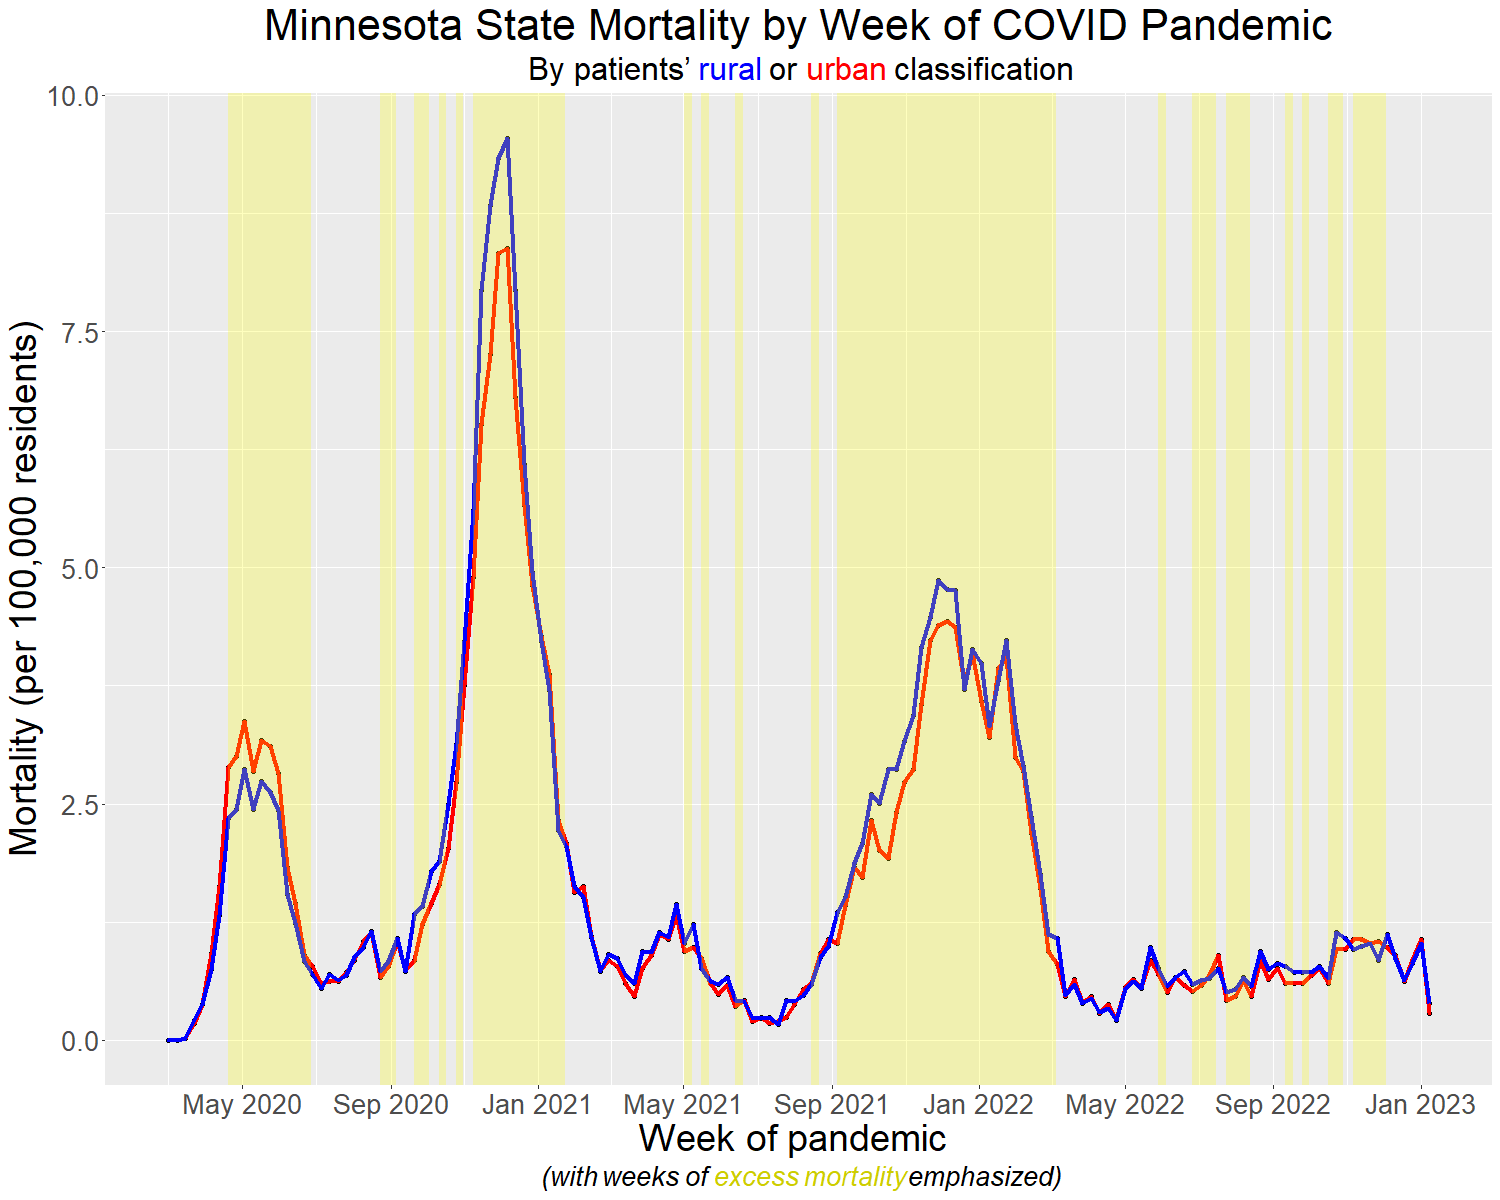 Minnesota State Mortality by Week of COVID Pandemic
By patients’ rural or urban classification
Mortality (per 100,000 residents)
10.0
7.5
5.0
2.5
0.0
May 2020 Sep 2020 Jan 2021 May 2021 Sep 2021 Jan 2022 May 2022 Sep 2022 Jan 2023
Week of pandemic
(with weeks of excess mortality emphasized)